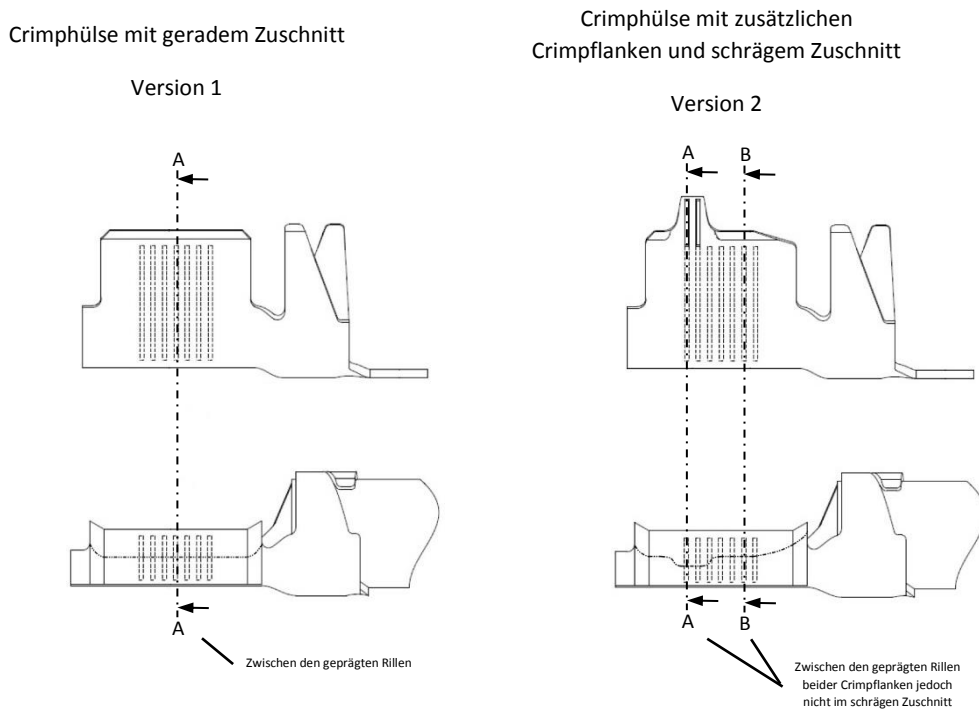 Crimphülse mit geradem Zuschnitt
Version 1
A
A
Zwischen den geprägten Rillen
Crimphülse mit zusätzlichen
Crimpflanken und schrägem Zuschnitt
Version 2
A B
A B
Zwischen den geprägten Rillen
beider Crimpflanken jedoch
nicht im schrägen Zuschnitt